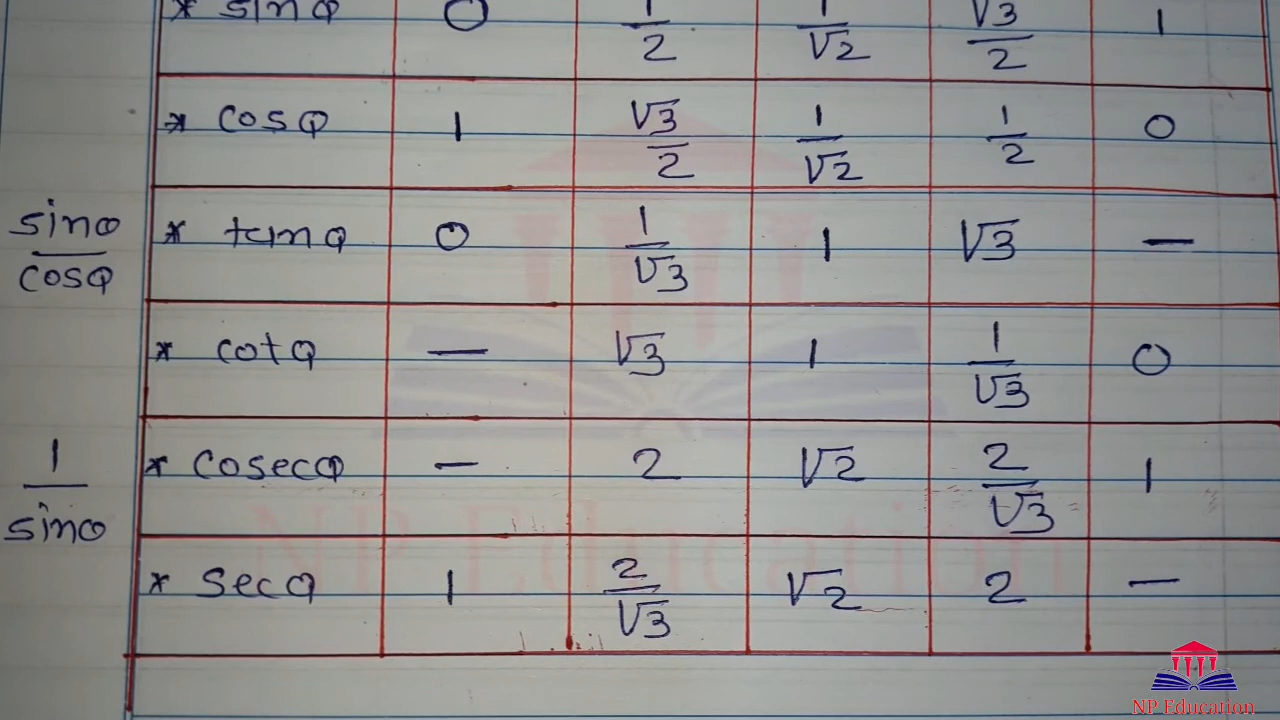 * sinθ 0 1/2 1/√2 √3/2 1
* cosθ 1 √3/2 1/√2 1/2 0
sinθ/cosθ * tanθ 0 1/√3 1 √3 —
* cotθ — √3 1 1/√3 0
1/sinθ * cosecθ — 2 √2 2/√3 1
* secθ 1 2/√3 √2 2 —
NP Education
NP Education